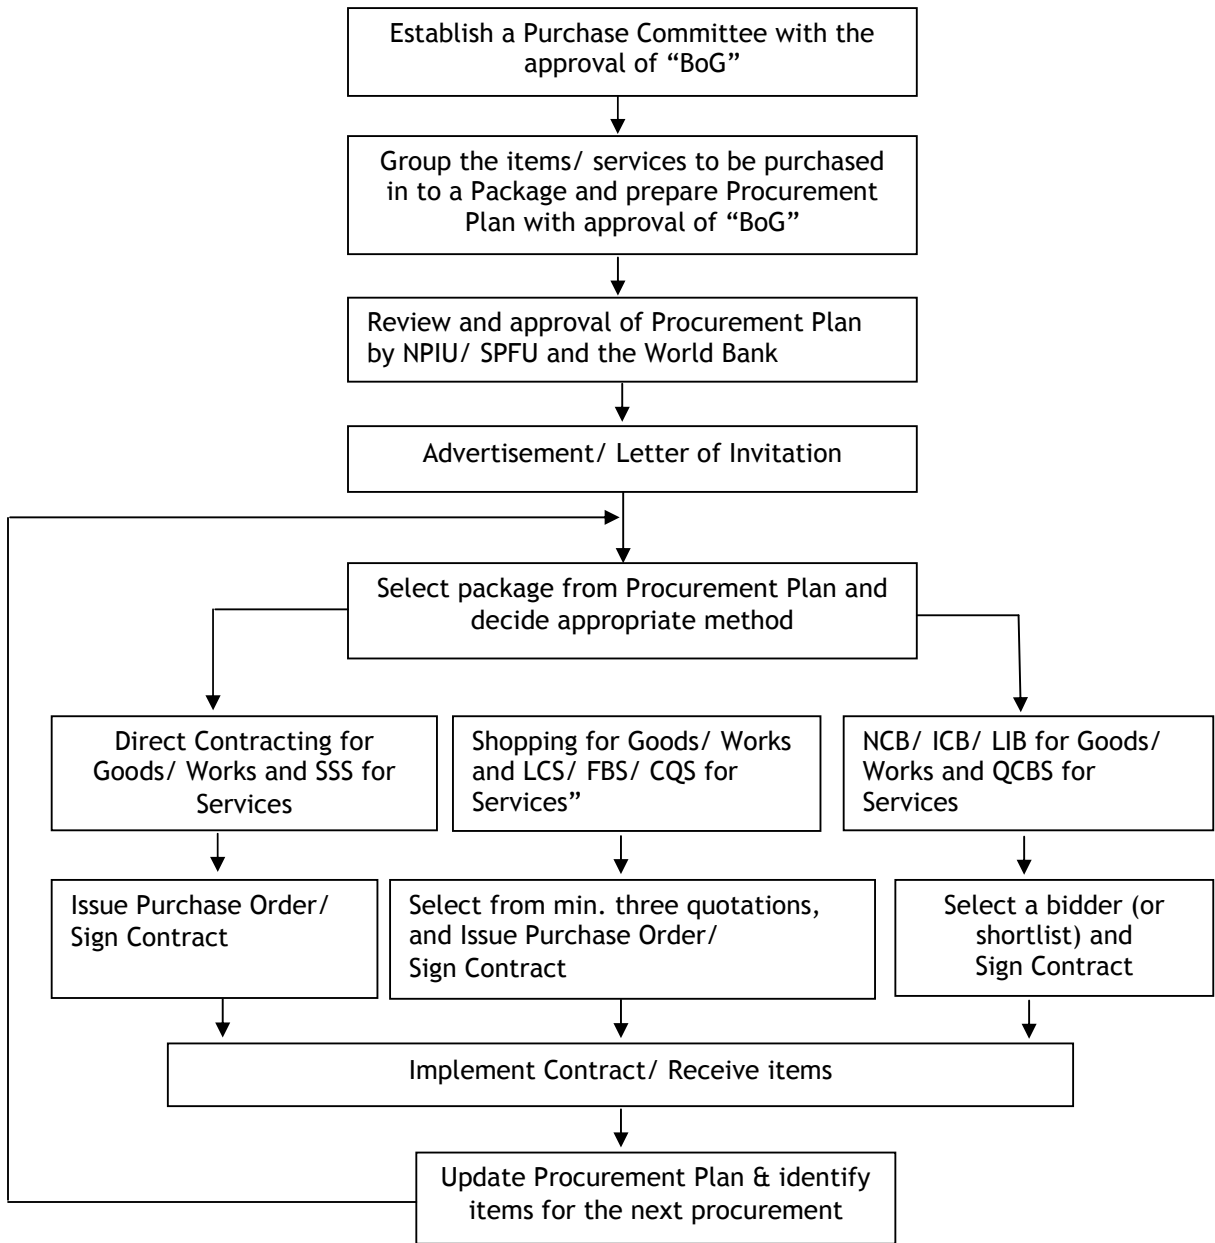 Establish a Purchase Committee with the
approval of “BoG”
Group the items/ services to be purchased
in to a Package and prepare Procurement
Plan with approval of “BoG”
Review and approval of Procurement Plan
by NPIU/ SPFU and the World Bank
Advertisement/ Letter of Invitation
Select package from Procurement Plan and
decide appropriate method
Direct Contracting for
Goods/ Works and SSS for
Services
Shopping for Goods/ Works
and LCS/ FBS/ CQS for
Services”
NCB/ ICB/ LIB for Goods/
Works and QCBS for
Services
Issue Purchase Order/
Sign Contract
Select from min. three quotations,
and Issue Purchase Order/
Sign Contract
Select a bidder (or
shortlist) and
Sign Contract
Implement Contract/ Receive items
Update Procurement Plan & identify
items for the next procurement